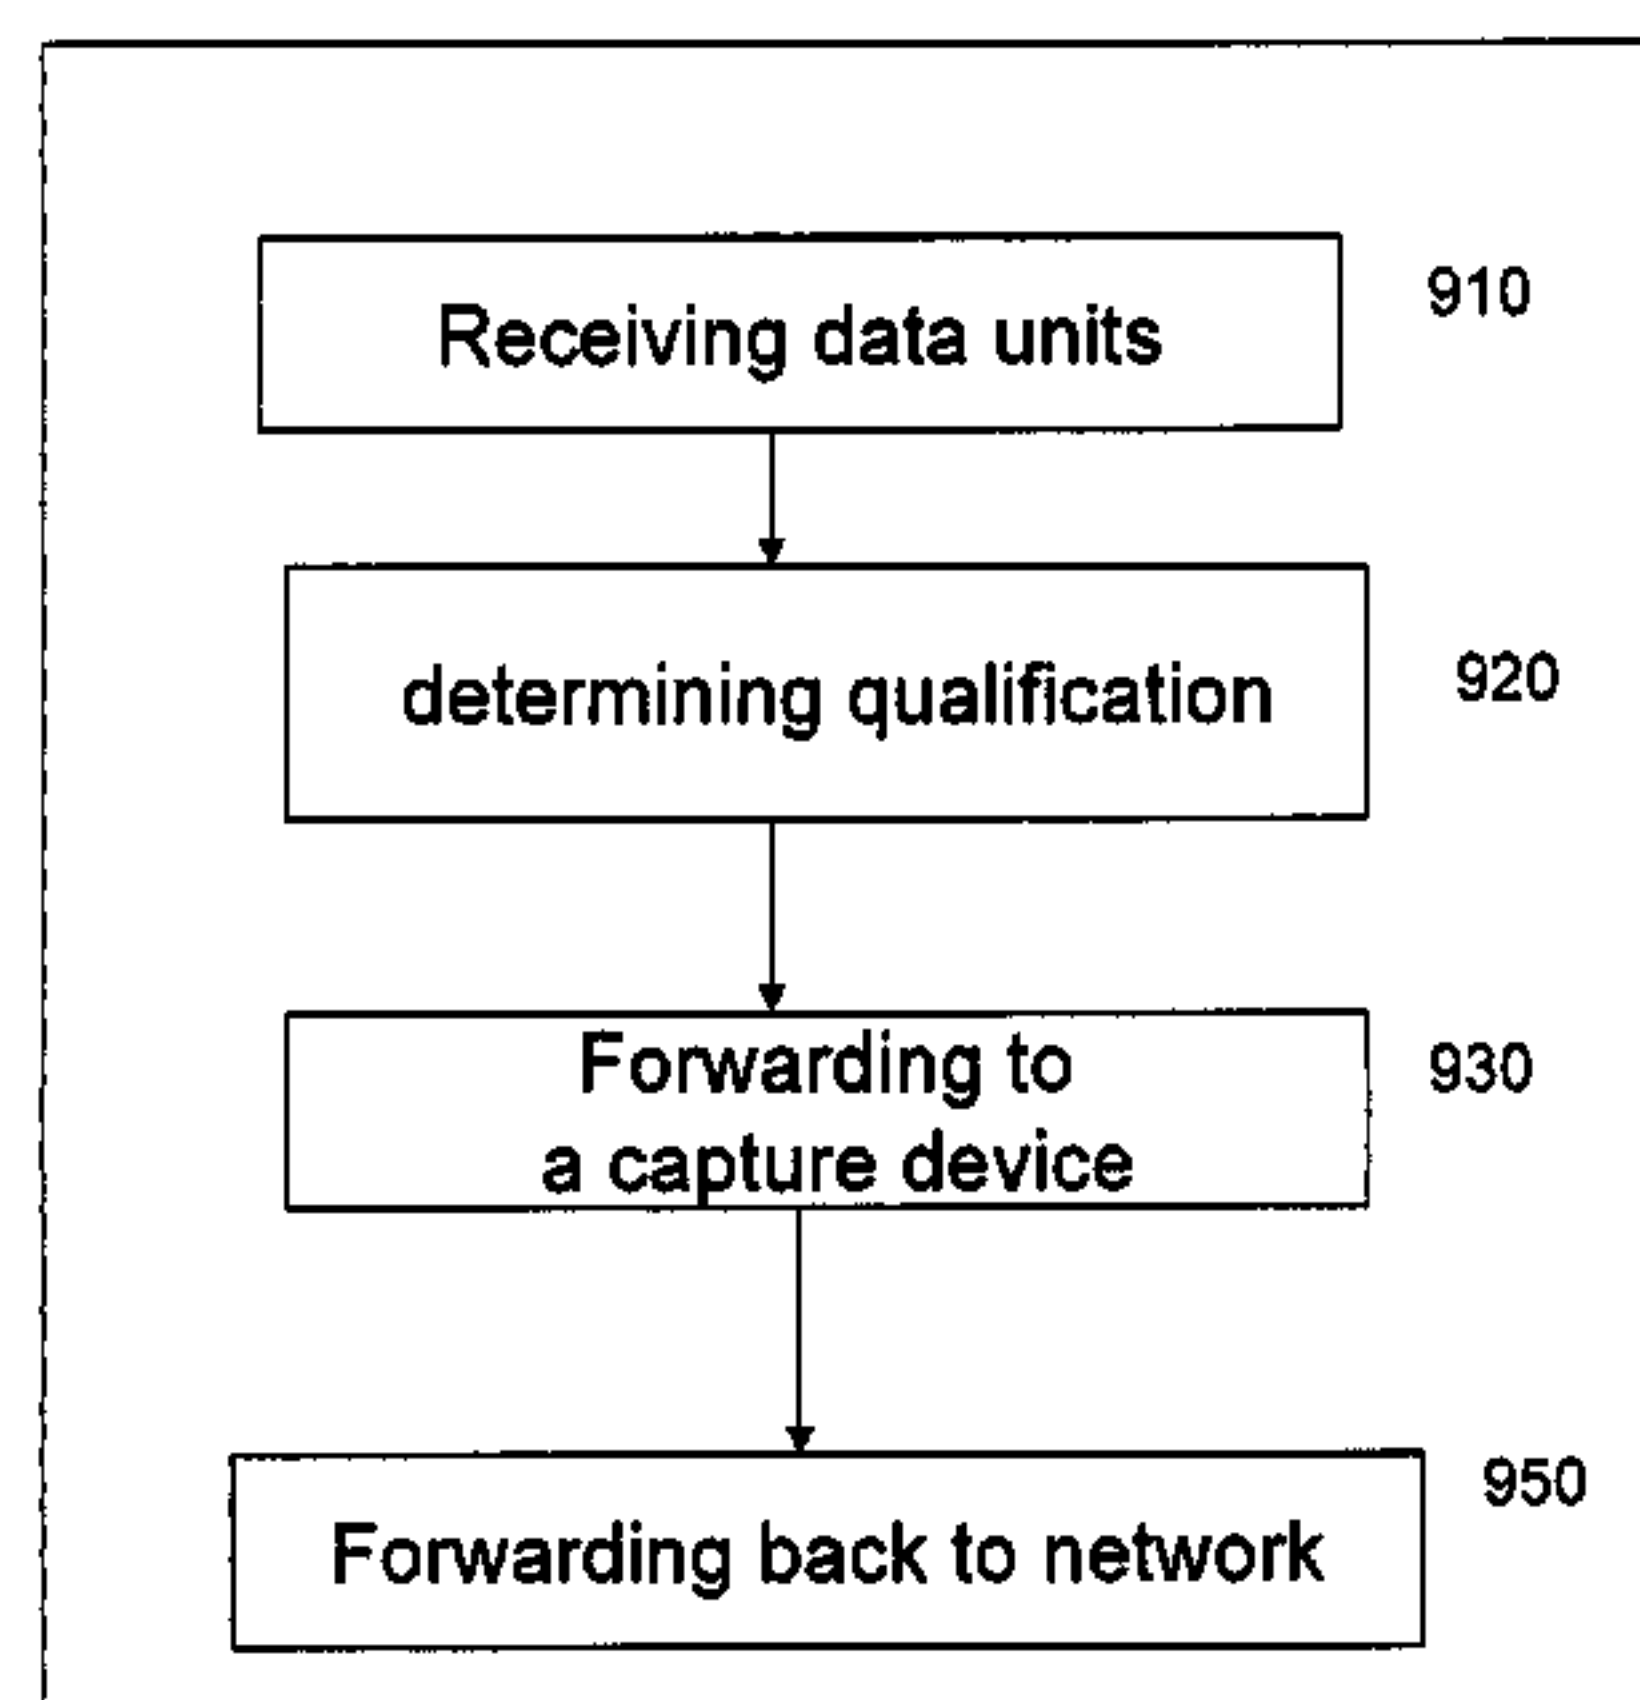 Receiving data units
910
determining qualification
920
Forwarding to
a capture device
930
Forwarding back to network
950